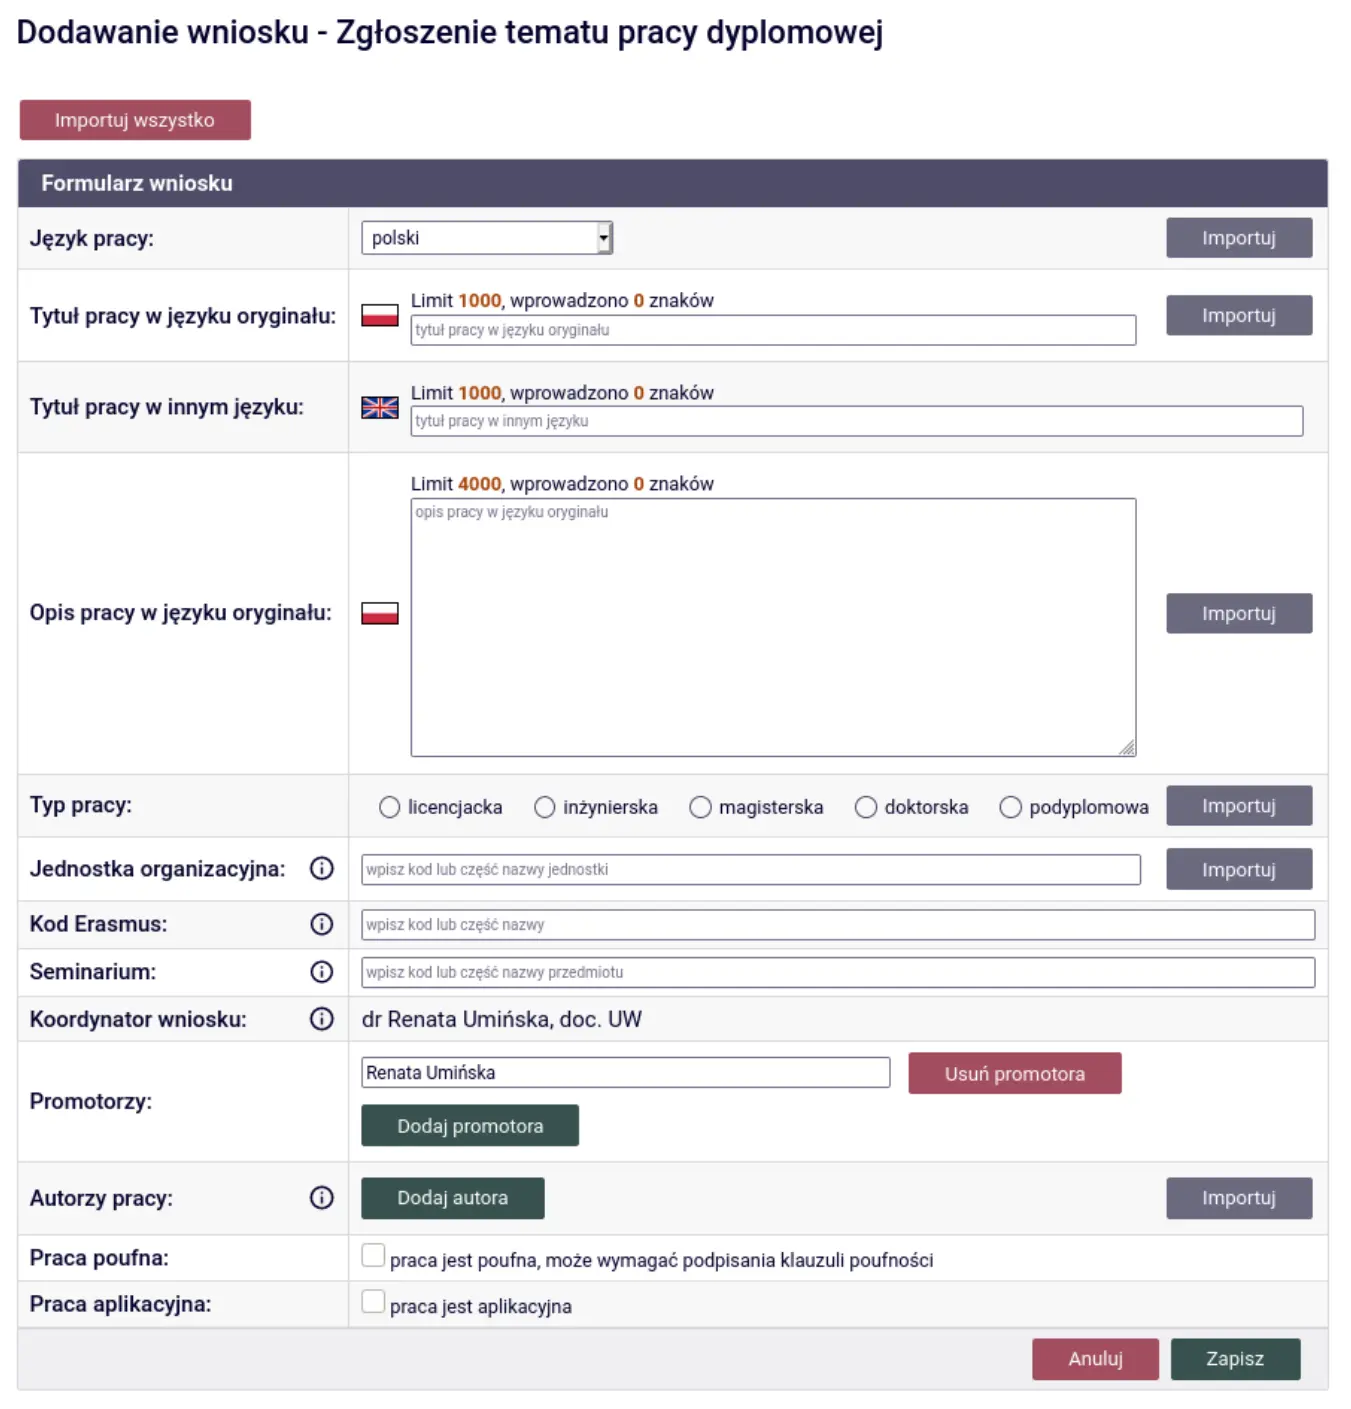 Dodawanie wniosku - Zgłoszenie tematu pracy dyplomowej
Importuj wszystko
Formularz wniosku
Język pracy: polski Importuj
Limit 1000, wprowadzono 0 znaków
Tytuł pracy w języku oryginału: tytuł pracy w języku oryginału Importuj
Limit 1000, wprowadzono 0 znaków
Tytuł pracy w innym języku: tytuł pracy w innym języku
Limit 4000, wprowadzono 0 znaków
opis pracy w języku oryginału
Opis pracy w języku oryginału: Importuj
Typ pracy: licencjacka inżynierska magisterska doktorska podyplomowa Importuj
Jednostka organizacyjna: wpisz kod lub część nazwy jednostki Importuj
Kod Erasmus: wpisz kod lub część nazwy
Seminarium: wpisz kod lub część nazwy przedmiotu
Koordynator wniosku: dr Renata Umińska, doc. UW
Renata Umińska Usuń promotora
Promotorzy:
Dodaj promotora
Autorzy pracy: Dodaj autora Importuj
Praca poufna: praca jest poufna, może wymagać podpisania klauzuli poufności
Praca aplikacyjna: praca jest aplikacyjna
Anuluj Zapisz